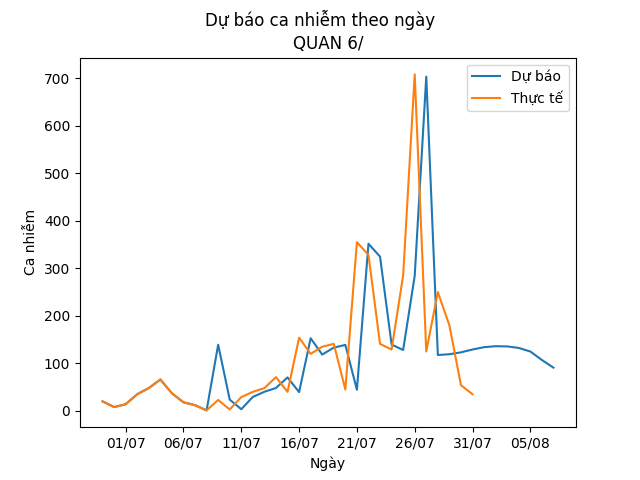 Dự báo ca nhiễm theo ngày
QUAN 6/
Dự báo
Thực tế
Ca nhiễm
700
600
500
400
300
200
100
0
01/07 06/07 11/07 16/07 21/07 26/07 31/07 05/08
Ngày